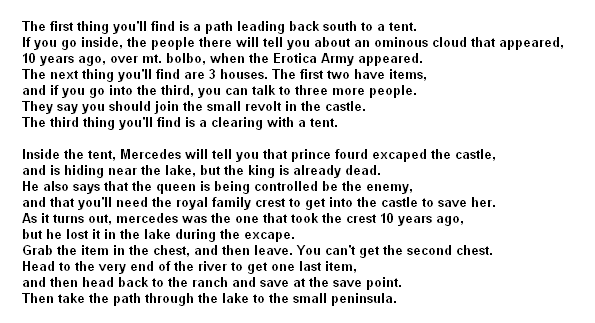 The first thing you'll find is a path leading back south to a tent.
If you go inside, the people there will tell you about an ominous cloud that appeared,
10 years ago, over mt. bolbo, when the Erotica Army appeared.
The next thing you'll find are 3 houses. The first two have items,
and if you go into the third, you can talk to three more people.
They say you should join the small revolt in the castle.
The third thing you'll find is a clearing with a tent.

Inside the tent, Mercedes will tell you that prince fourd excaped the castle,
and is hiding near the lake, but the king is already dead.
He also says that the queen is being controlled be the enemy,
and that you'll need the royal family crest to get into the castle to save her.
As it turns out, mercedes was the one that took the crest 10 years ago,
but he lost it in the lake during the excape.
Grab the item in the chest, and then leave. You can't get the second chest.
Head to the very end of the river to get one last item,
and then head back to the ranch and save at the save point.
Then take the path through the lake to the small peninsula.